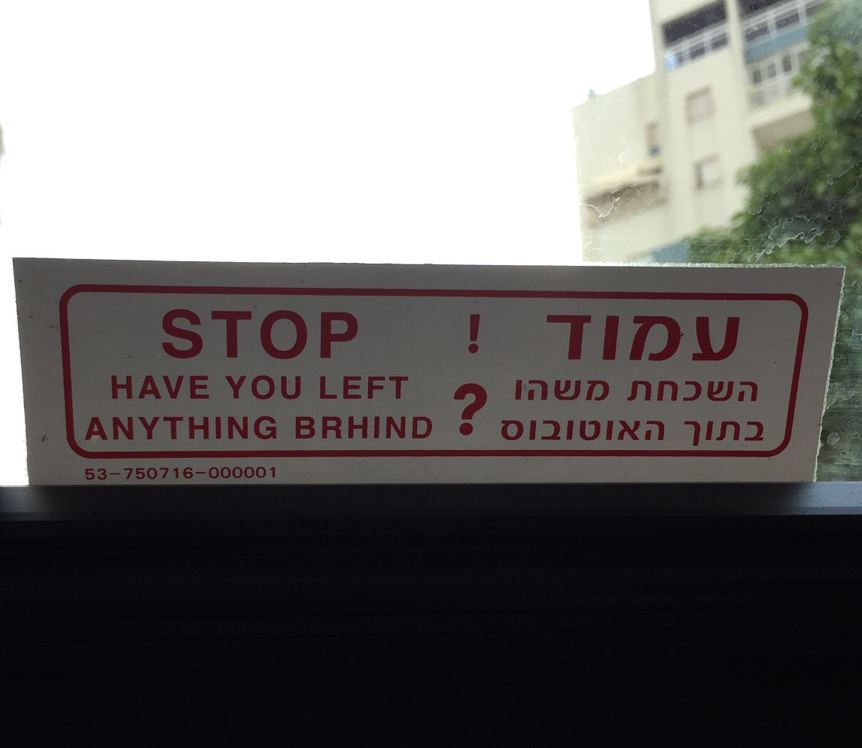 STOP ! עמוד
HAVE YOU LEFT
ANYTHING BRHIND ?
השכחת משהו
בתוך האוטובוס
53-750716-000001